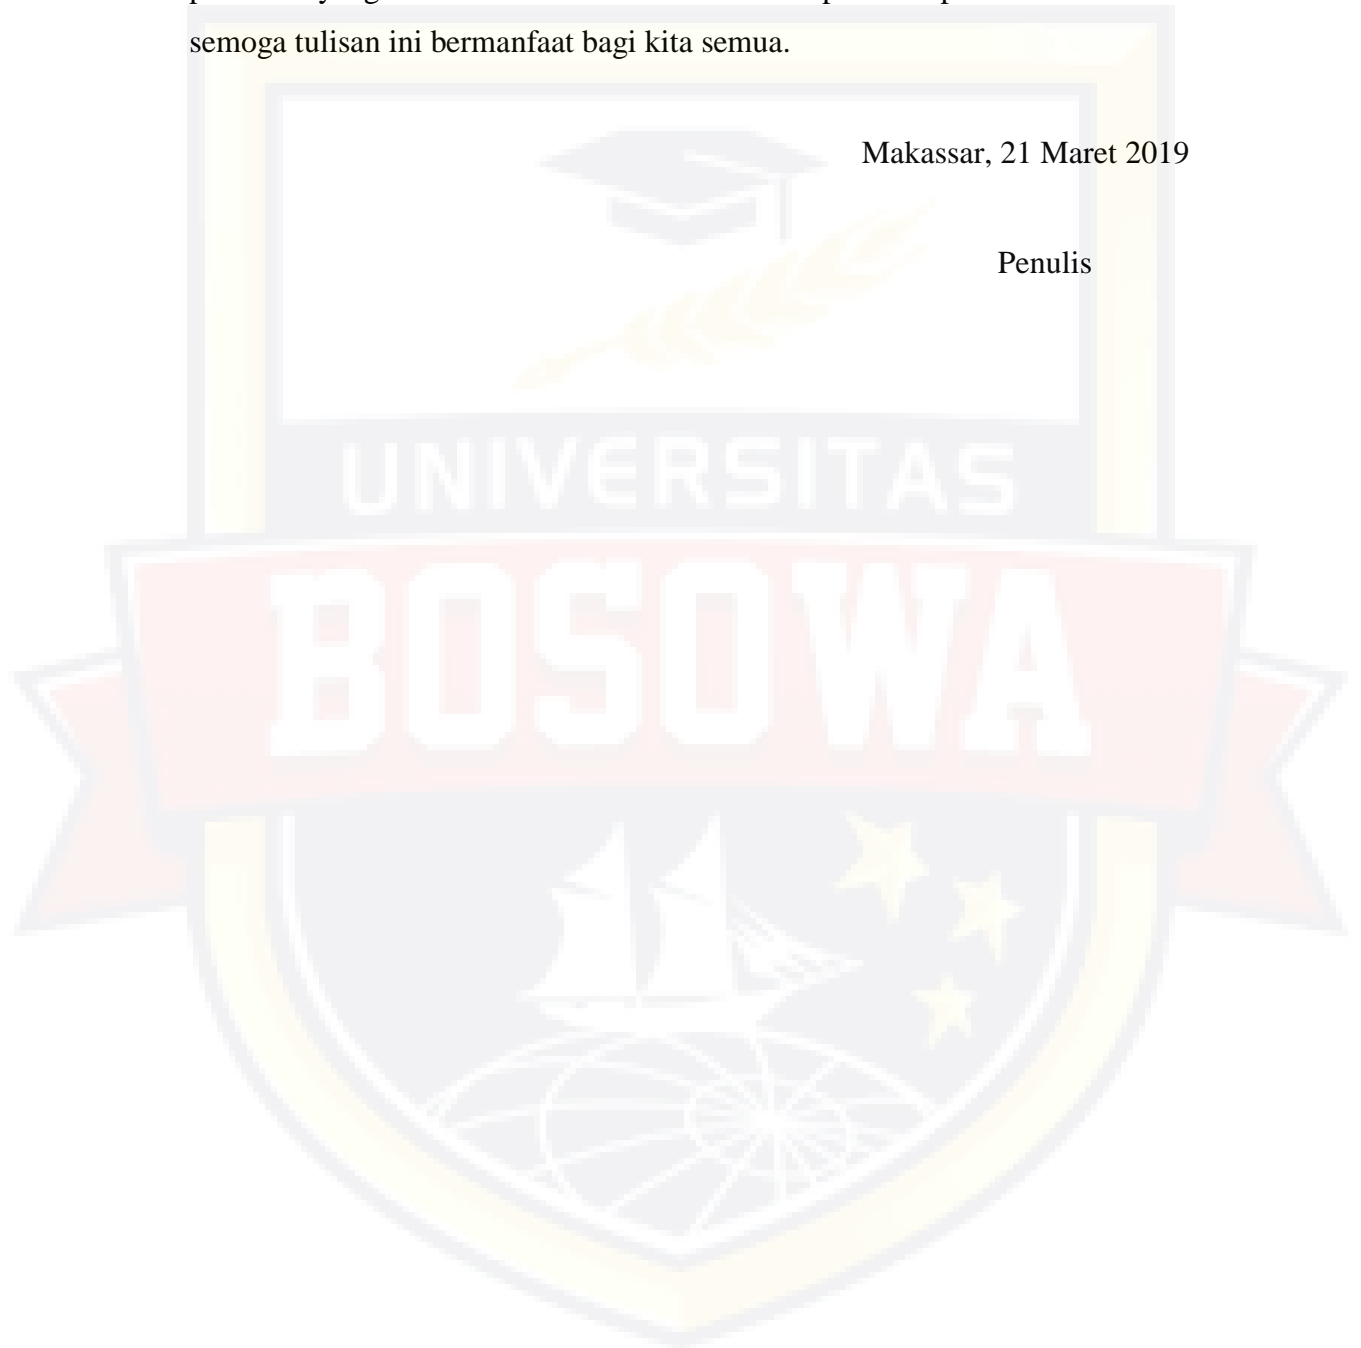 semoga tulisan ini bermanfaat bagi kita semua.
Makassar, 21 Maret 2019
Penulis
UNIVERSITAS
BOSOWA